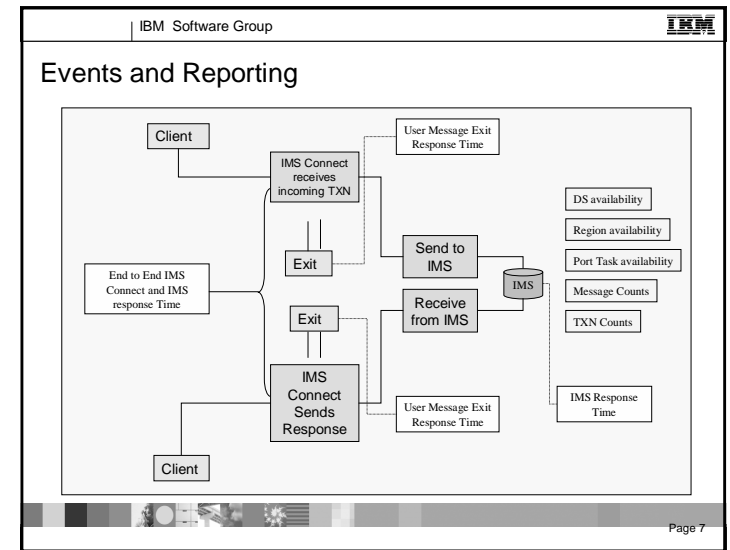 IBM Software Group
IBM
Events and Reporting
Client
IMS Connect
receives
incoming TXN
User Message Exit
Response Time
Exit
Send to
IMS
DS availability
Region availability
Port Task availability
Message Counts
TXN Counts
End to End IMS
Connect and IMS
response Time
IMS
Exit
Receive
from IMS
IMS
Connect
Sends
Response
User Message Exit
Response Time
IMS Response
Time
Client
Page 7